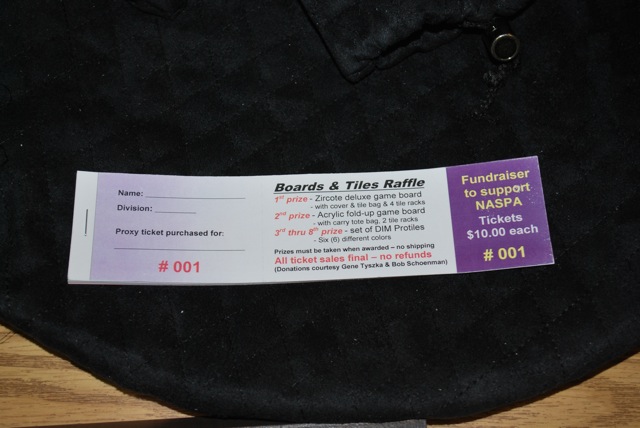 Name: ____________________
Division: _________
Proxy ticket purchased for:
____________________
# 001
Boards & Tiles Raffle
1st prize - Zircote deluxe game board
- with cover & tile bag & 4 tile racks
2nd prize - Acrylic fold-up game board
- with carry tote bag, 2 tile racks
3rd thru 8th prize - set of DIM Protiles
- Six (6) different colors
Prizes must be taken when awarded – no shipping
All ticket sales final – no refunds
(Donations courtesy Gene Tyszka & Bob Schoenman)
Fundraiser
to support
NASPA
Tickets
$10.00 each
# 001